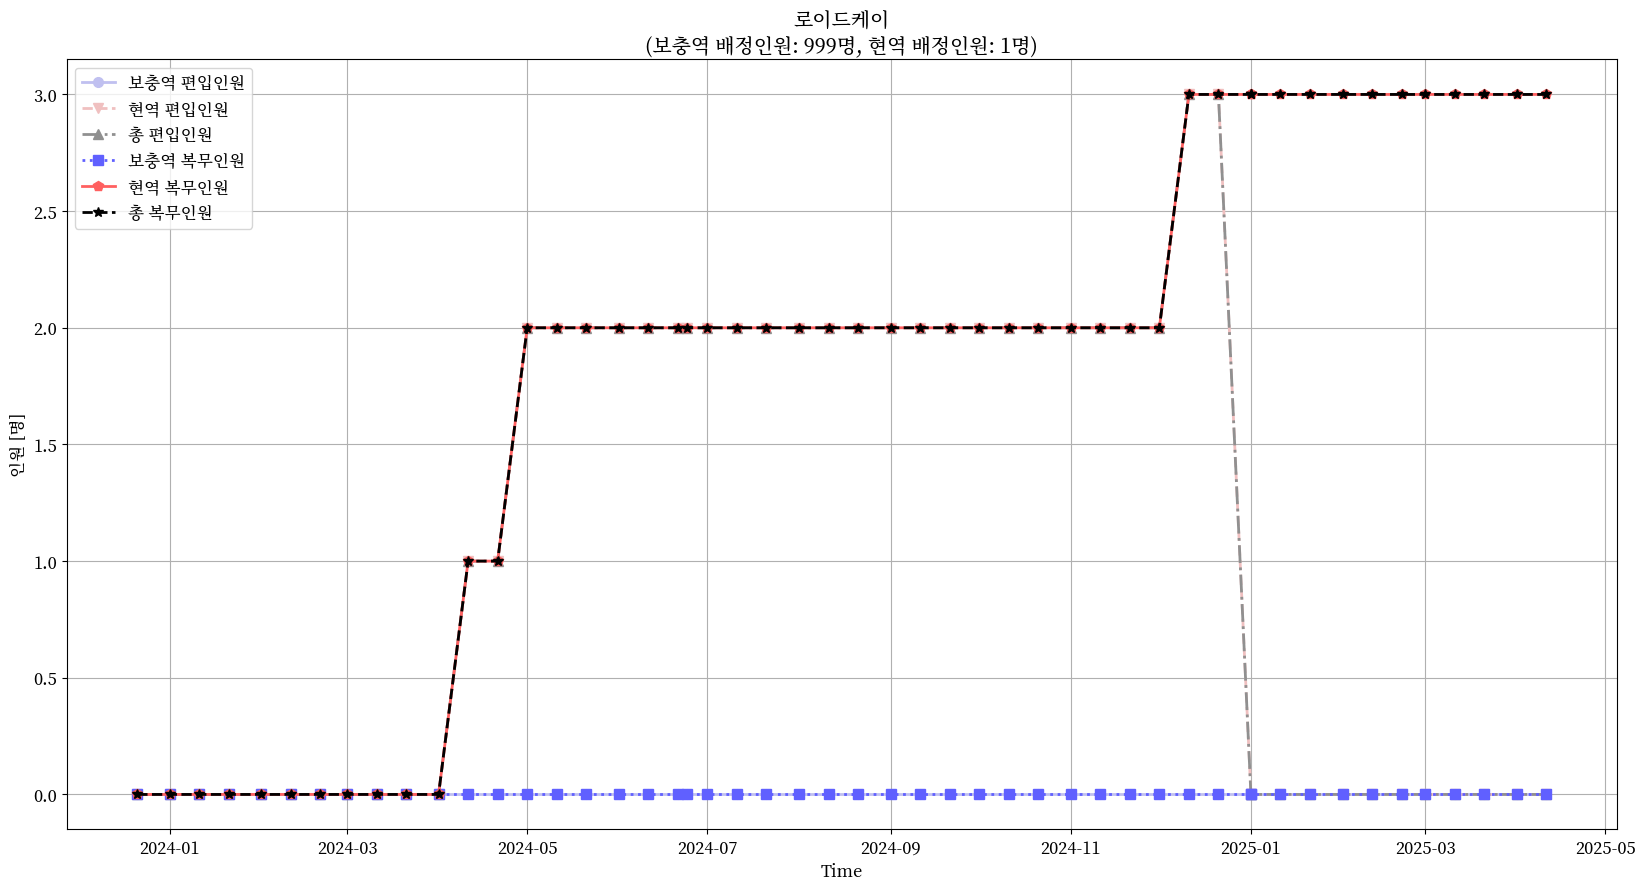 로이드케이
(보충역 배정인원: 999명, 현역 배정인원: 1명)
보충역 편입인원
현역 편입인원
총 편입인원
보충역 복무인원
현역 복무인원
총 복무인원
인원 [명]
3.0
2.5
2.0
1.5
1.0
0.5
0.0
2024-01
2024-03
2024-05
2024-07
2024-09
2024-11
2025-01
2025-03
2025-05
Time